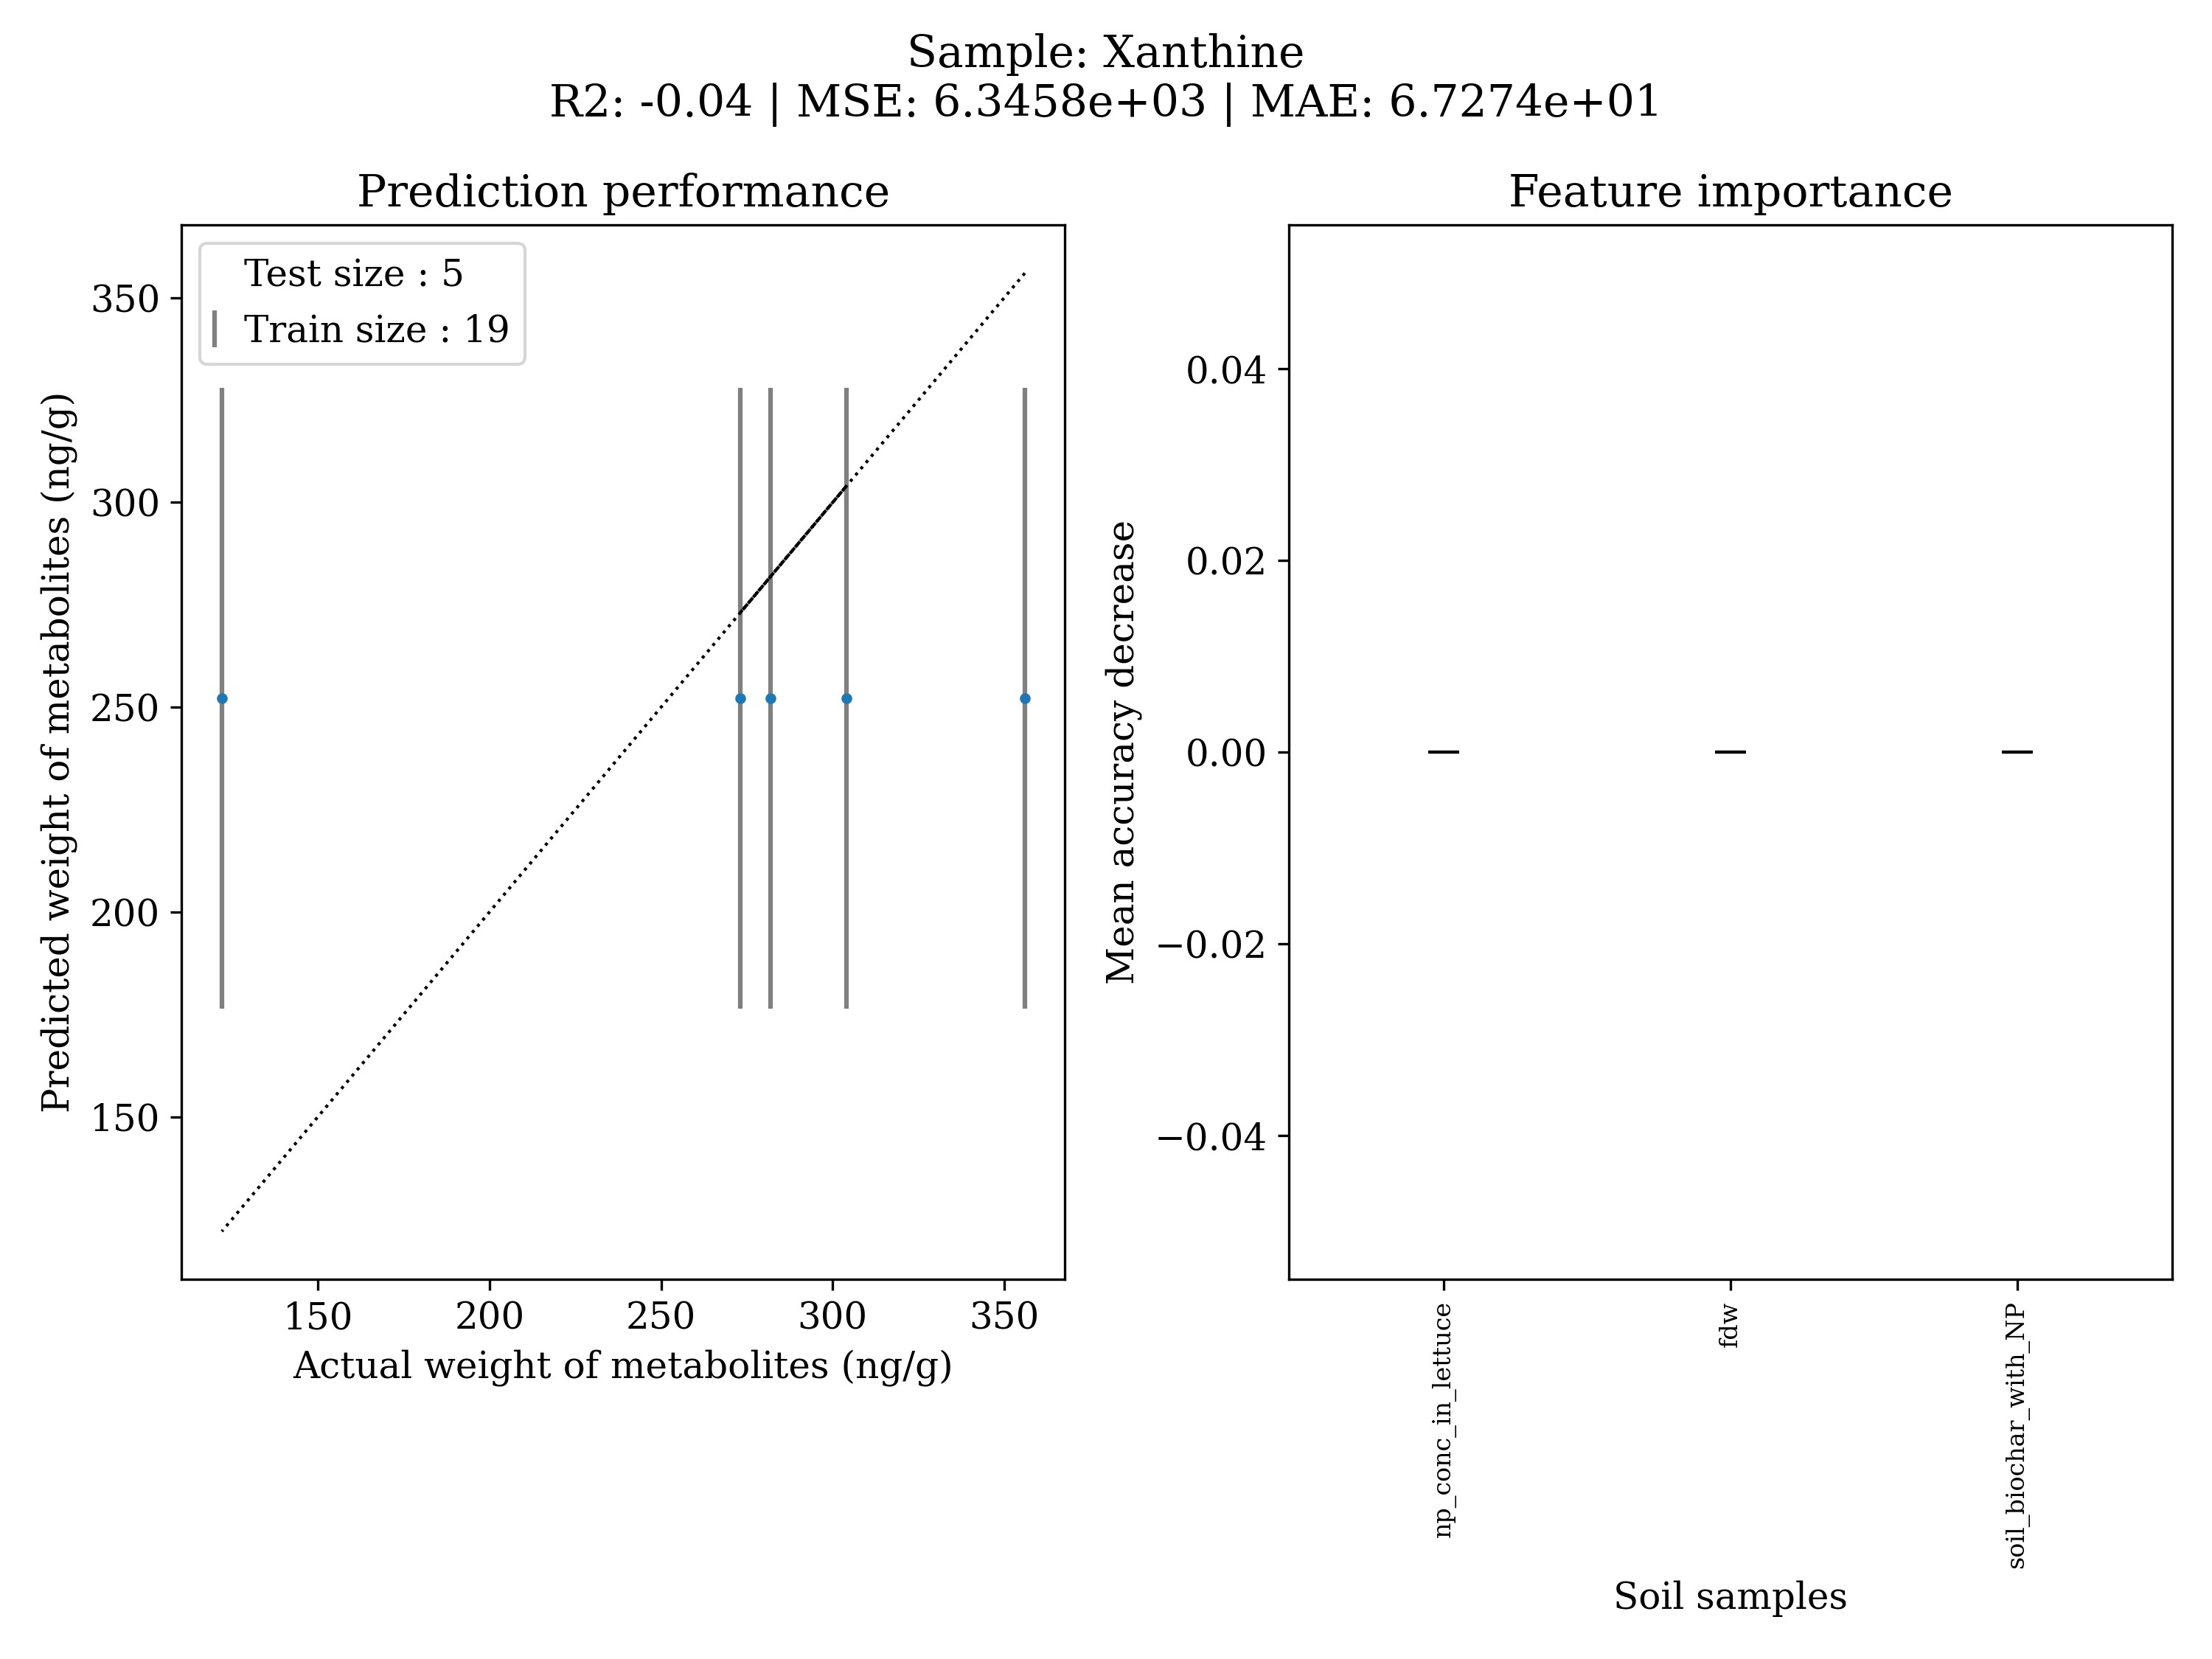 Sample: Xanthine
R2: -0.04 | MSE: 6.3458e+03 | MAE: 6.7274e+01
Prediction performance
Test size : 5
Train size : 19
350
300
250
200
150
Predicted weight of metabolites (ng/g)
150 200 250 300 350
Actual weight of metabolites (ng/g)
Feature importance
0.04
0.02
0.00
−0.02
−0.04
Mean accuracy decrease
np_conc_in_lettuce
fdw
soil_biochar_with_NP
Soil samples